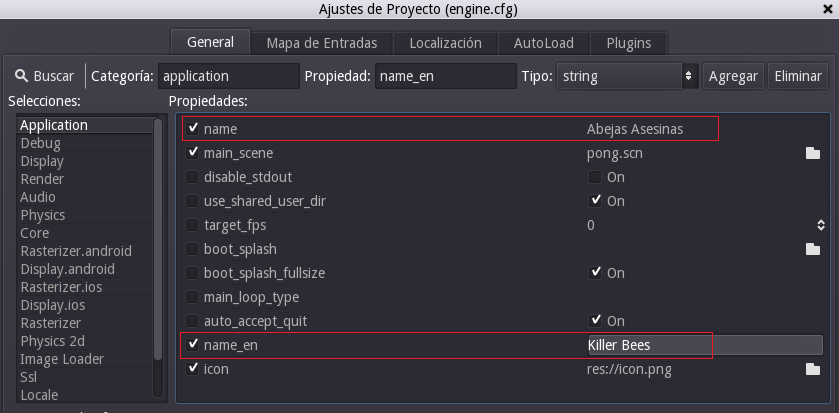 Ajustes de Proyecto (engine.cfg)
General Mapa de Entradas Localización AutoLoad Plugins
Buscar Categoría: application Propiedad: name_en Tipo: string Agregar Eliminar
Selecciones: Propiedades:
Application
Debug
Display
Render
Audio
Physics
Core
Rasterizer.android
Display.android
Rasterizer.ios
Display.ios
Rasterizer
Physics 2d
Image Loader
Ssl
Locale
name Abejas Asesinas
main_scene pong.scn
disable_stdout On
use_shared_user_dir On
target_fps 0
boot_splash
boot_splash_fullsize On
main_loop_type
auto_accept_quit On
name_en Killer Bees
icon res://icon.png